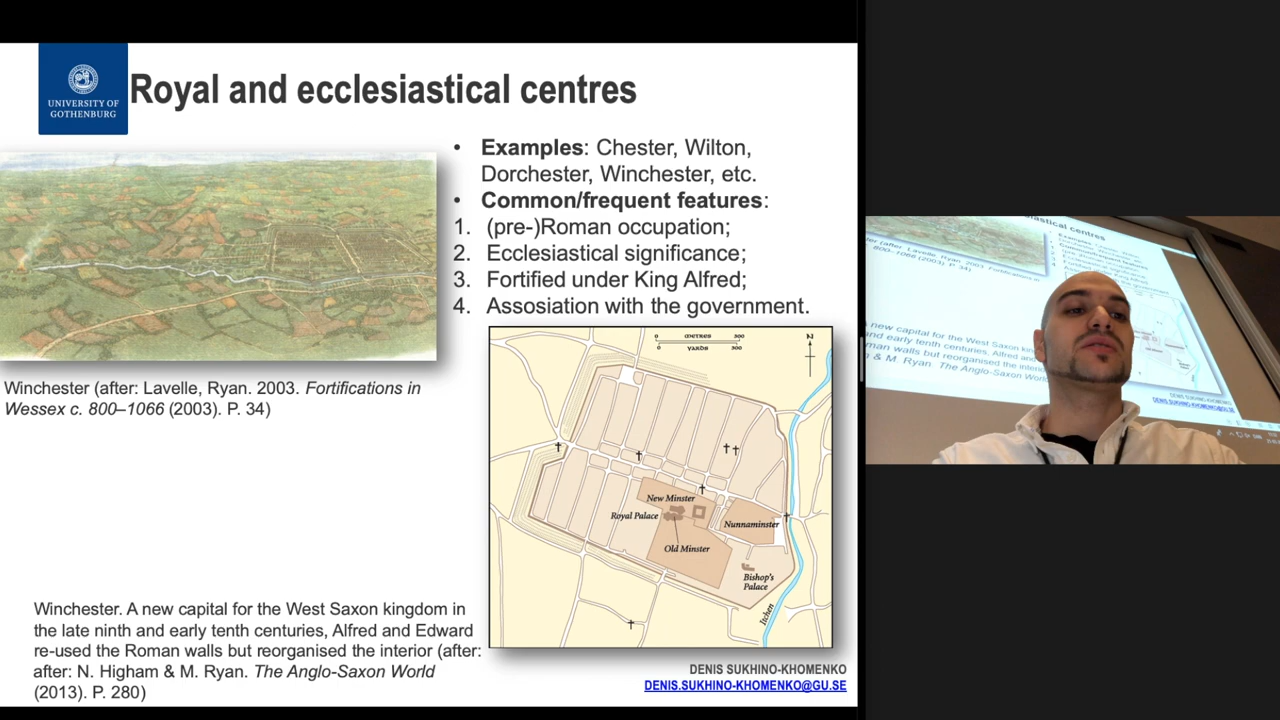 UNIVERSITY OF
GOTHENBURG
Royal and ecclesiastical centres
• Examples: Chester, Wilton,
Dorchester, Winchester, etc.
• Common/frequent features:
1. (pre-)Roman occupation;
2. Ecclesiastical significance;
3. Fortified under King Alfred;
4. Assosiation with the government.
Winchester (after: Lavelle, Ryan. 2003. Fortifications in
Wessex c. 800–1066 (2003). P. 34)
0 METRES 300
0 YARDS 300
N
New Minster
Royal Palace
Nunnaminster
Old Minster
Bishop's
Palace
Itchen
Winchester. A new capital for the West Saxon kingdom in
the late ninth and early tenth centuries, Alfred and Edward
re-used the Roman walls but reorganised the interior (after:
after: N. Higham & M. Ryan. The Anglo-Saxon World
(2013). P. 280)
DENIS SUKHINO-KHOMENKO
DENIS.SUKHINO-KHOMENKO@GU.SE